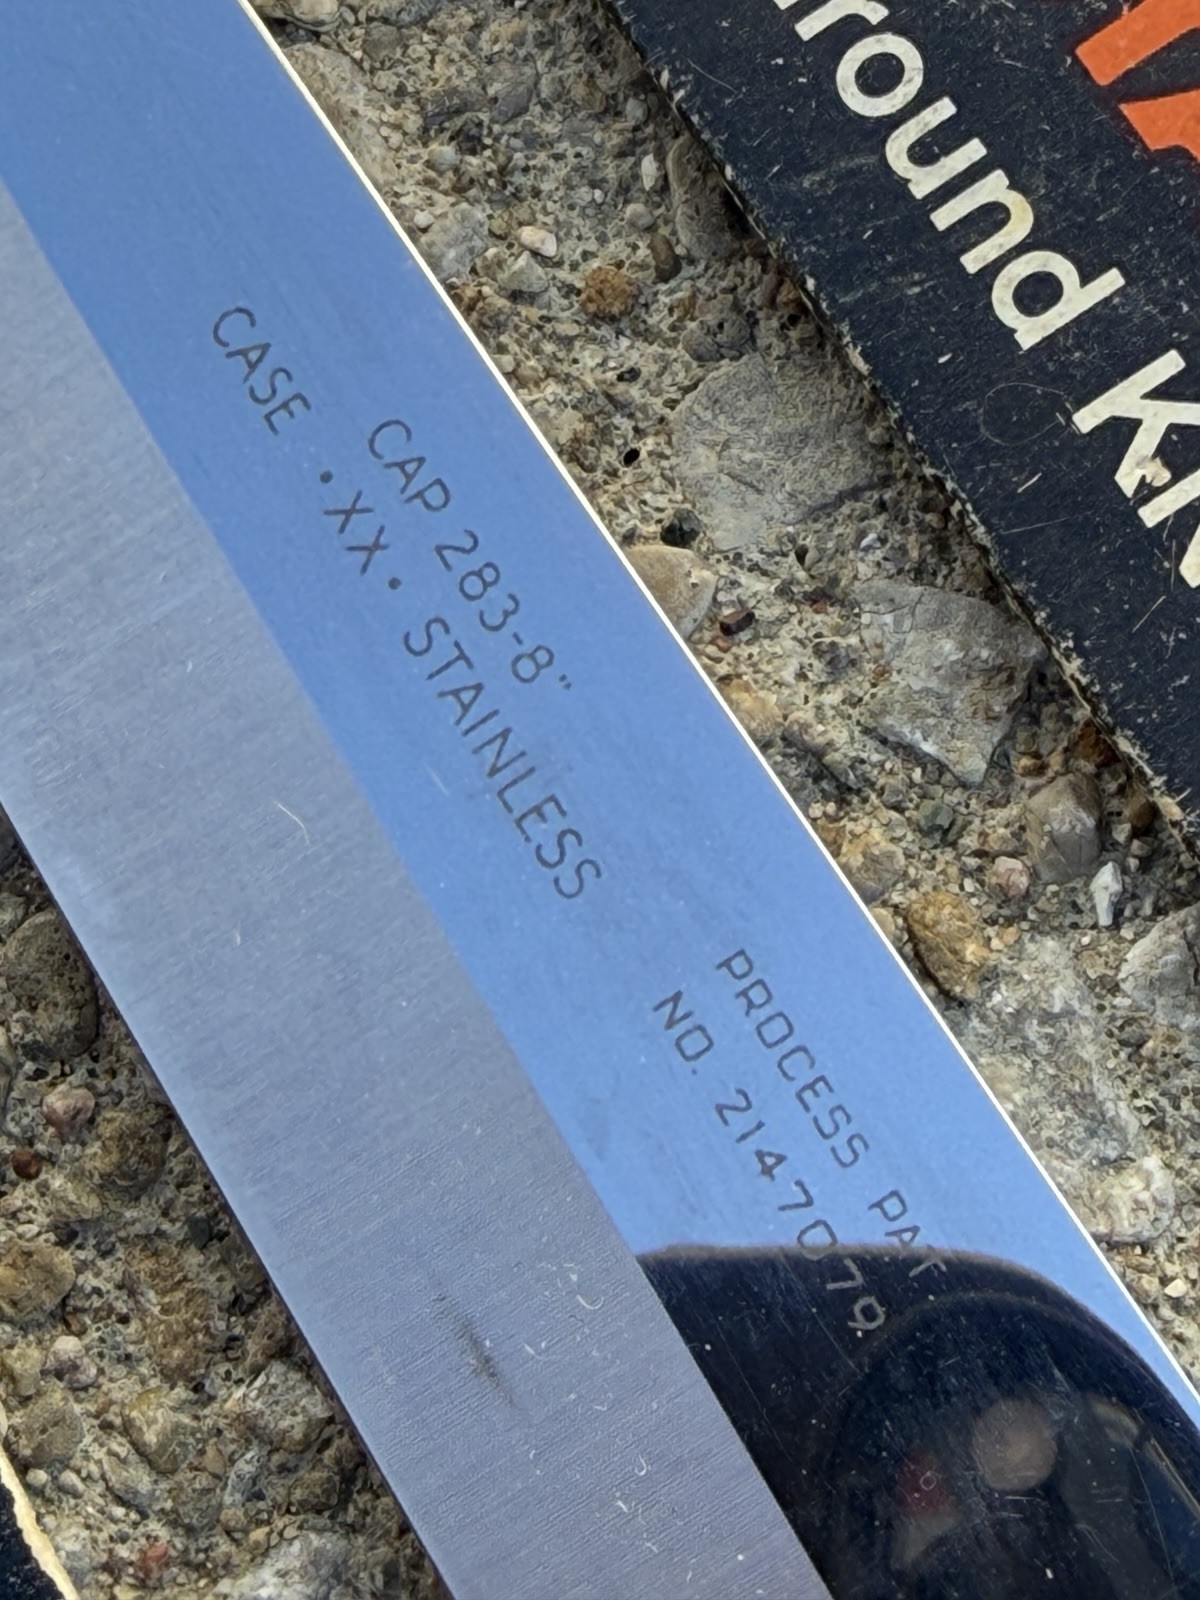 CAP 283-8"
CASE .XX. STAINLESS
PROCESS PAT
NO. 2147079
round